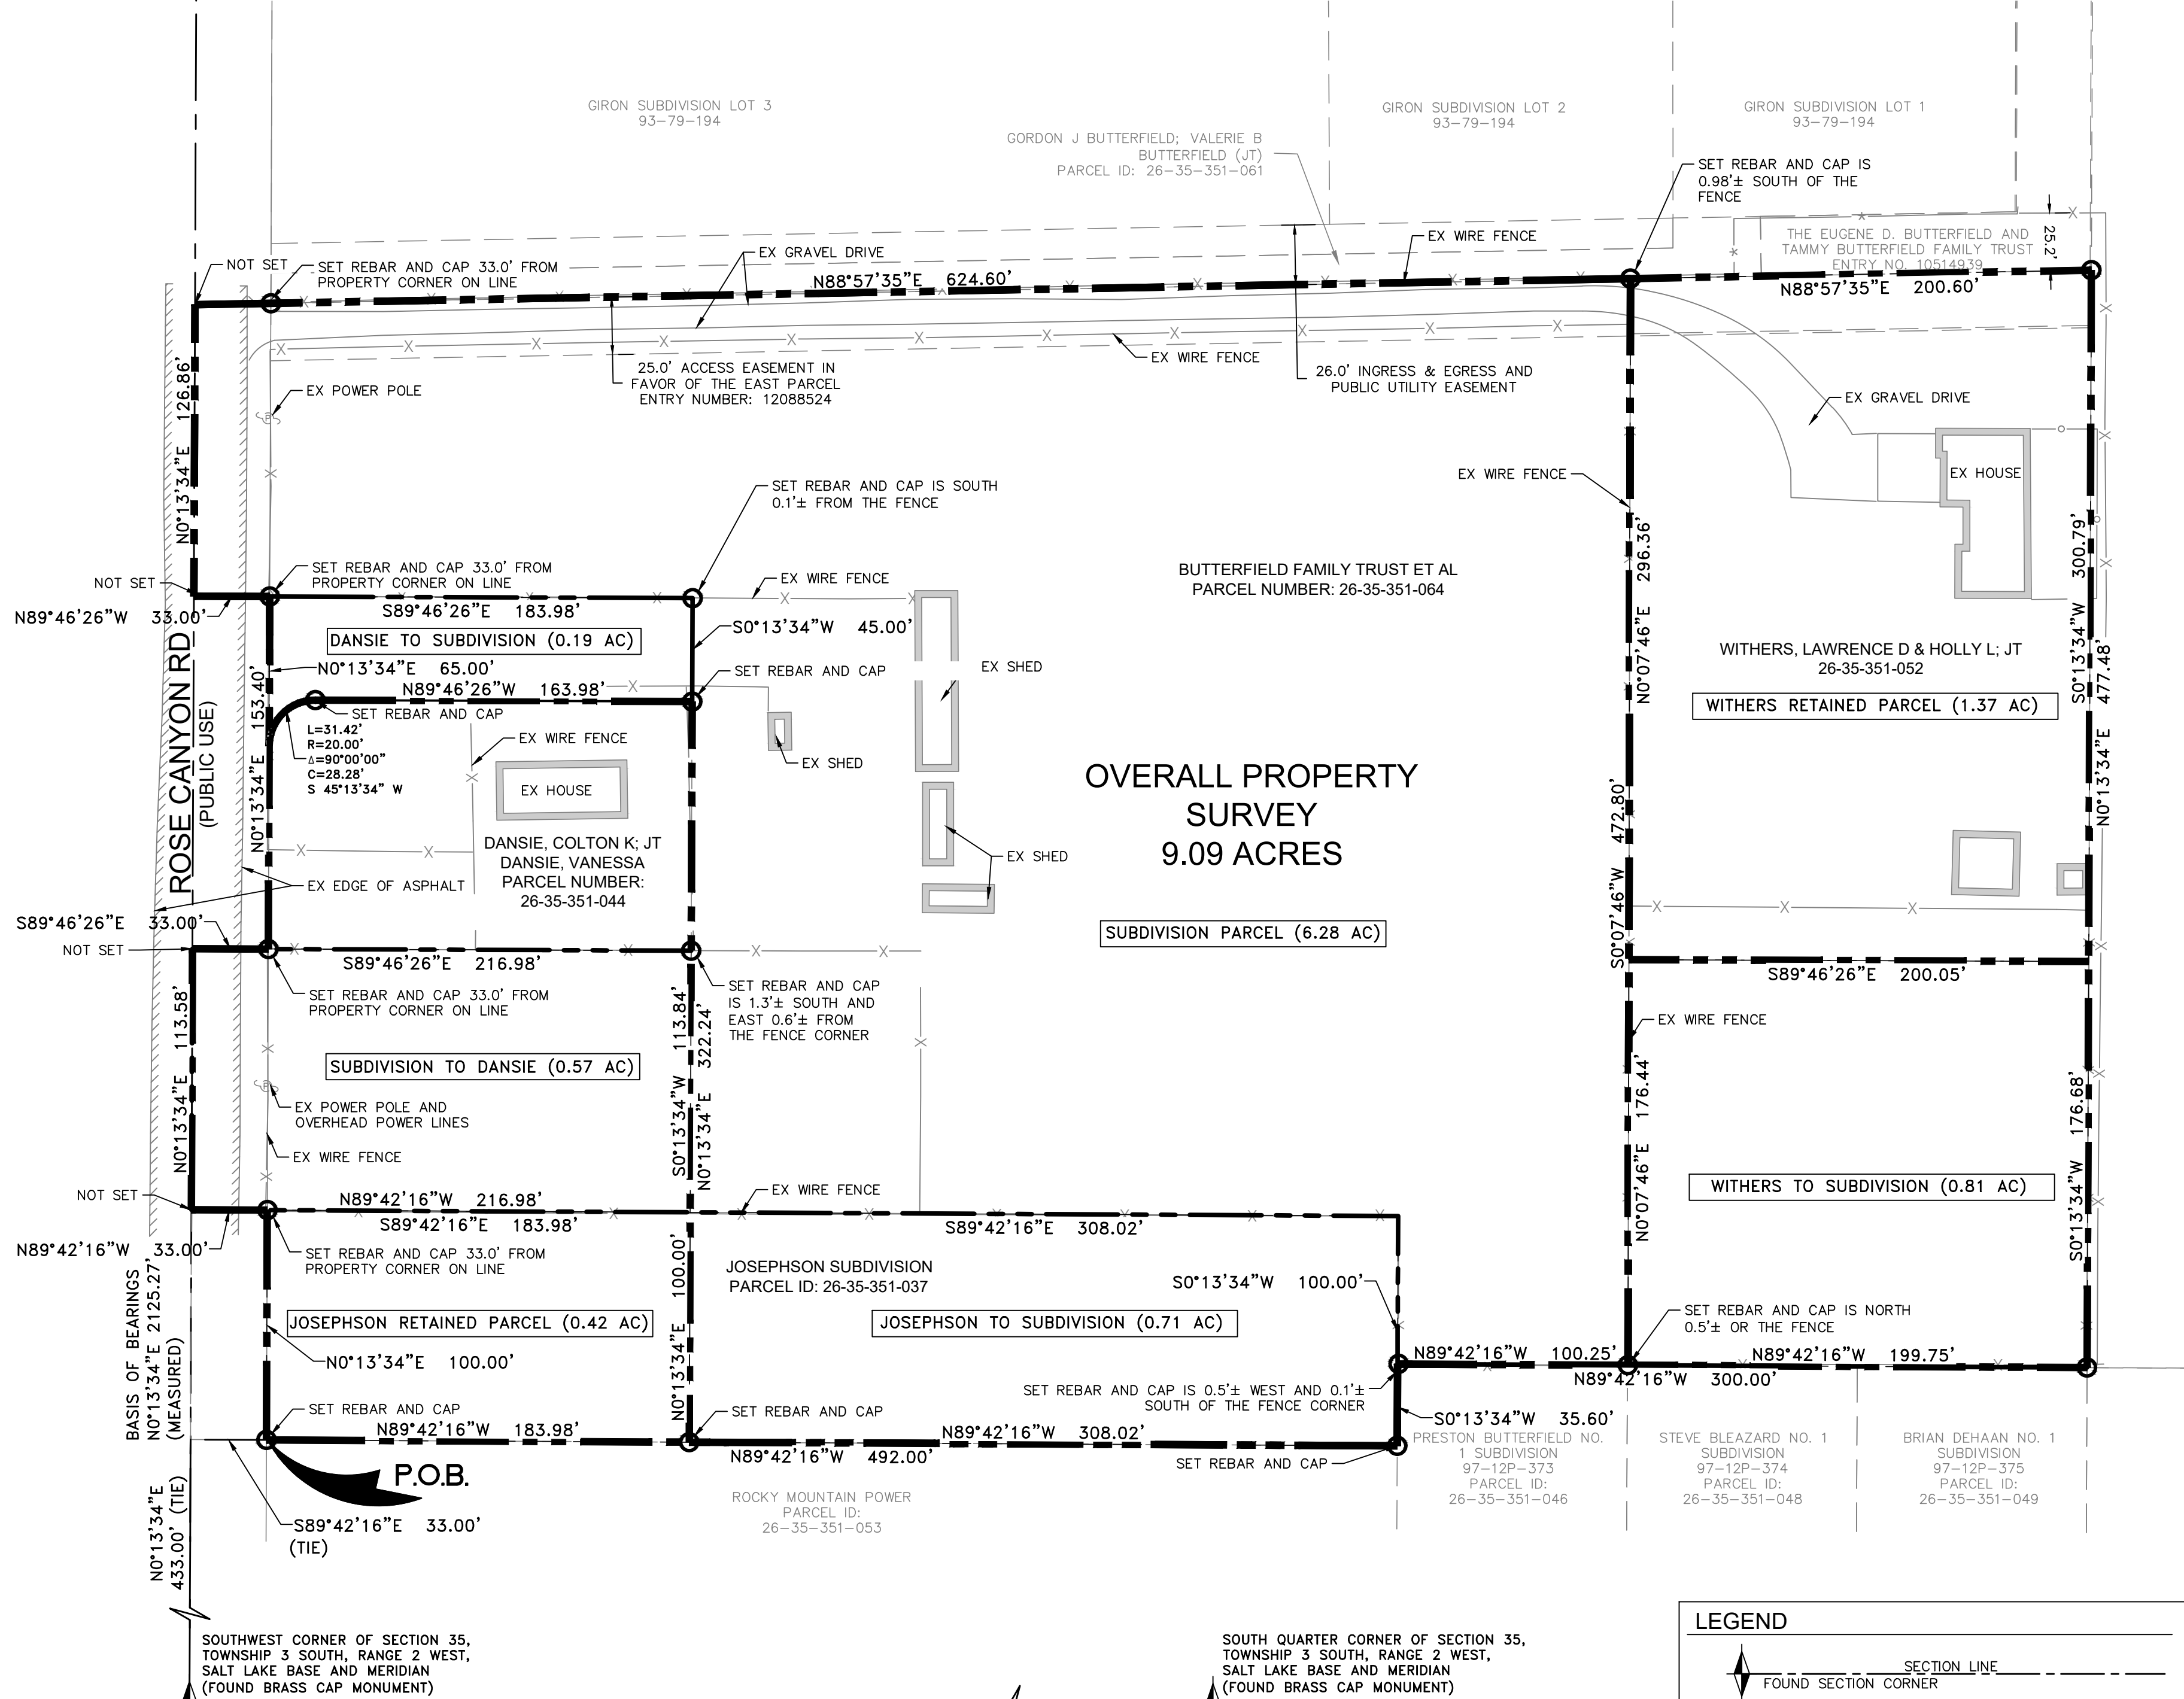 GIRON SUBDIVISION LOT 3
93-79-194
GIRON SUBDIVISION LOT 2
93-79-194
GIRON SUBDIVISION LOT 1
93-79-194
GORDON J BUTTERFIELD; VALERIE B
BUTTERFIELD (JT)
PARCEL ID: 26-35-351-061
SET REBAR AND CAP IS
0.98'± SOUTH OF THE
FENCE
THE EUGENE D. BUTTERFIELD AND
TAMMY BUTTERFIELD FAMILY TRUST
ENTRY NO. 10514939
25.2'
NOT SET
SET REBAR AND CAP 33.0' FROM
PROPERTY CORNER ON LINE
EX GRAVEL DRIVE
EX WIRE FENCE
N88°57'35"E 624.60'
N88°57'35"E 200.60'
EX WIRE FENCE
25.0' ACCESS EASEMENT IN
FAVOR OF THE EAST PARCEL
ENTRY NUMBER: 12088524
26.0' INGRESS & EGRESS AND
PUBLIC UTILITY EASEMENT
EX POWER POLE
P
N0°13'34"E 126.86'
EX GRAVEL DRIVE
EX HOUSE
EX WIRE FENCE
SET REBAR AND CAP IS SOUTH
0.1'± FROM THE FENCE
NOT SET
SET REBAR AND CAP 33.0' FROM
PROPERTY CORNER ON LINE
EX WIRE FENCE
S89°46'26"E 183.98'
N89°46'26"W 33.00'
S0°13'34"W 45.00'
DANSIE TO SUBDIVISION (0.19 AC)
N0°13'34"E 65.00'
N89°46'26"W 163.98'
SET REBAR AND CAP
SET REBAR AND CAP
EX SHED
BUTTERFIELD FAMILY TRUST ET AL
PARCEL NUMBER: 26-35-351-064
N0°07'46"E 296.36'
S0°13'34"W 300.79'
N0°13'34"E 477.48'
WITHERS, LAWRENCE D & HOLLY L; JT
26-35-351-052
WITHERS RETAINED PARCEL (1.37 AC)
ROSE CANYON RD
(PUBLIC USE)
N0°13'34"E 153.40'
L=31.42'
R=20.00'
Δ=90°00'00"
C=28.28'
S 45°13'34" W
EX WIRE FENCE
EX HOUSE
EX SHED
OVERALL PROPERTY
SURVEY
9.09 ACRES
DANSIE, COLTON K; JT
DANSIE, VANESSA
PARCEL NUMBER:
26-35-351-044
EX SHED
EX EDGE OF ASPHALT
SUBDIVISION PARCEL (6.28 AC)
S0°07'46"W 472.80'
S89°46'26"E 33.00'
NOT SET
S89°46'26"E 216.98'
S89°46'26"E 200.05'
SET REBAR AND CAP 33.0' FROM
PROPERTY CORNER ON LINE
SET REBAR AND CAP
IS 1.3'± SOUTH AND
EAST 0.6'± FROM
THE FENCE CORNER
EX WIRE FENCE
N0°13'34"E 113.58'
SUBDIVISION TO DANSIE (0.57 AC)
S0°13'34"W 113.84'
N0°13'34"E 322.24'
P
EX POWER POLE AND
OVERHEAD POWER LINES
EX WIRE FENCE
N0°07'46"E 176.44'
S0°13'34"W 176.68'
WITHERS TO SUBDIVISION (0.81 AC)
NOT SET
N89°42'16"W 216.98'
S89°42'16"E 183.98'
EX WIRE FENCE
S89°42'16"E 308.02'
N89°42'16"W 33.00'
SET REBAR AND CAP 33.0' FROM
PROPERTY CORNER ON LINE
JOSEPHSON SUBDIVISION
PARCEL ID: 26-35-351-037
S0°13'34"W 100.00'
BASIS OF BEARINGS
N0°13'34"E 2125.27'
(MEASURED)
JOSEPHSON RETAINED PARCEL (0.42 AC)
N0°13'34"E 100.00'
N0°13'34"E 100.00'
JOSEPHSON TO SUBDIVISION (0.71 AC)
SET REBAR AND CAP IS NORTH
0.5'± OR THE FENCE
N89°42'16"W 100.25'
N89°42'16"W 199.75'
N89°42'16"W 300.00'
SET REBAR AND CAP IS 0.5'± WEST AND 0.1'±
SOUTH OF THE FENCE CORNER
SET REBAR AND CAP
N89°42'16"W 183.98'
SET REBAR AND CAP
N89°42'16"W 308.02'
N89°42'16"W 492.00'
S0°13'34"W 35.60'
SET REBAR AND CAP
PRESTON BUTTERFIELD NO.
1 SUBDIVISION
97-12P-373
PARCEL ID:
26-35-351-046
STEVE BLEAZARD NO. 1
SUBDIVISION
97-12P-374
PARCEL ID:
26-35-351-048
BRIAN DEHAAN NO. 1
SUBDIVISION
97-12P-375
PARCEL ID:
26-35-351-049
P.O.B.
ROCKY MOUNTAIN POWER
PARCEL ID:
26-35-351-053
S89°42'16"E 33.00'
(TIE)
N0°13'34"E
433.00' (TIE)
SOUTHWEST CORNER OF SECTION 35,
TOWNSHIP 3 SOUTH, RANGE 2 WEST,
SALT LAKE BASE AND MERIDIAN
(FOUND BRASS CAP MONUMENT)
SOUTH QUARTER CORNER OF SECTION 35,
TOWNSHIP 3 SOUTH, RANGE 2 WEST,
SALT LAKE BASE AND MERIDIAN
(FOUND BRASS CAP MONUMENT)
LEGEND
SECTION LINE
FOUND SECTION CORNER